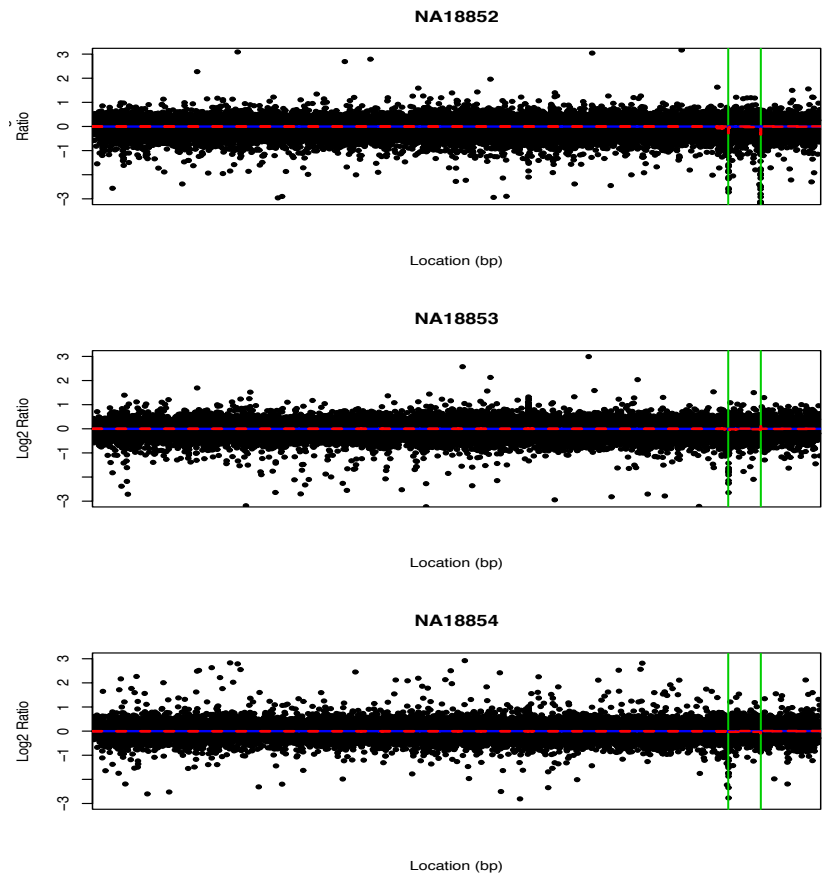 NA18852
3
2
1
0
-1
-3
Ratio
Location (bp)
NA18853
3
2
1
0
-1
-3
Log2 Ratio
Location (bp)
NA18854
3
2
1
0
-1
-3
Log2 Ratio
Location (bp)